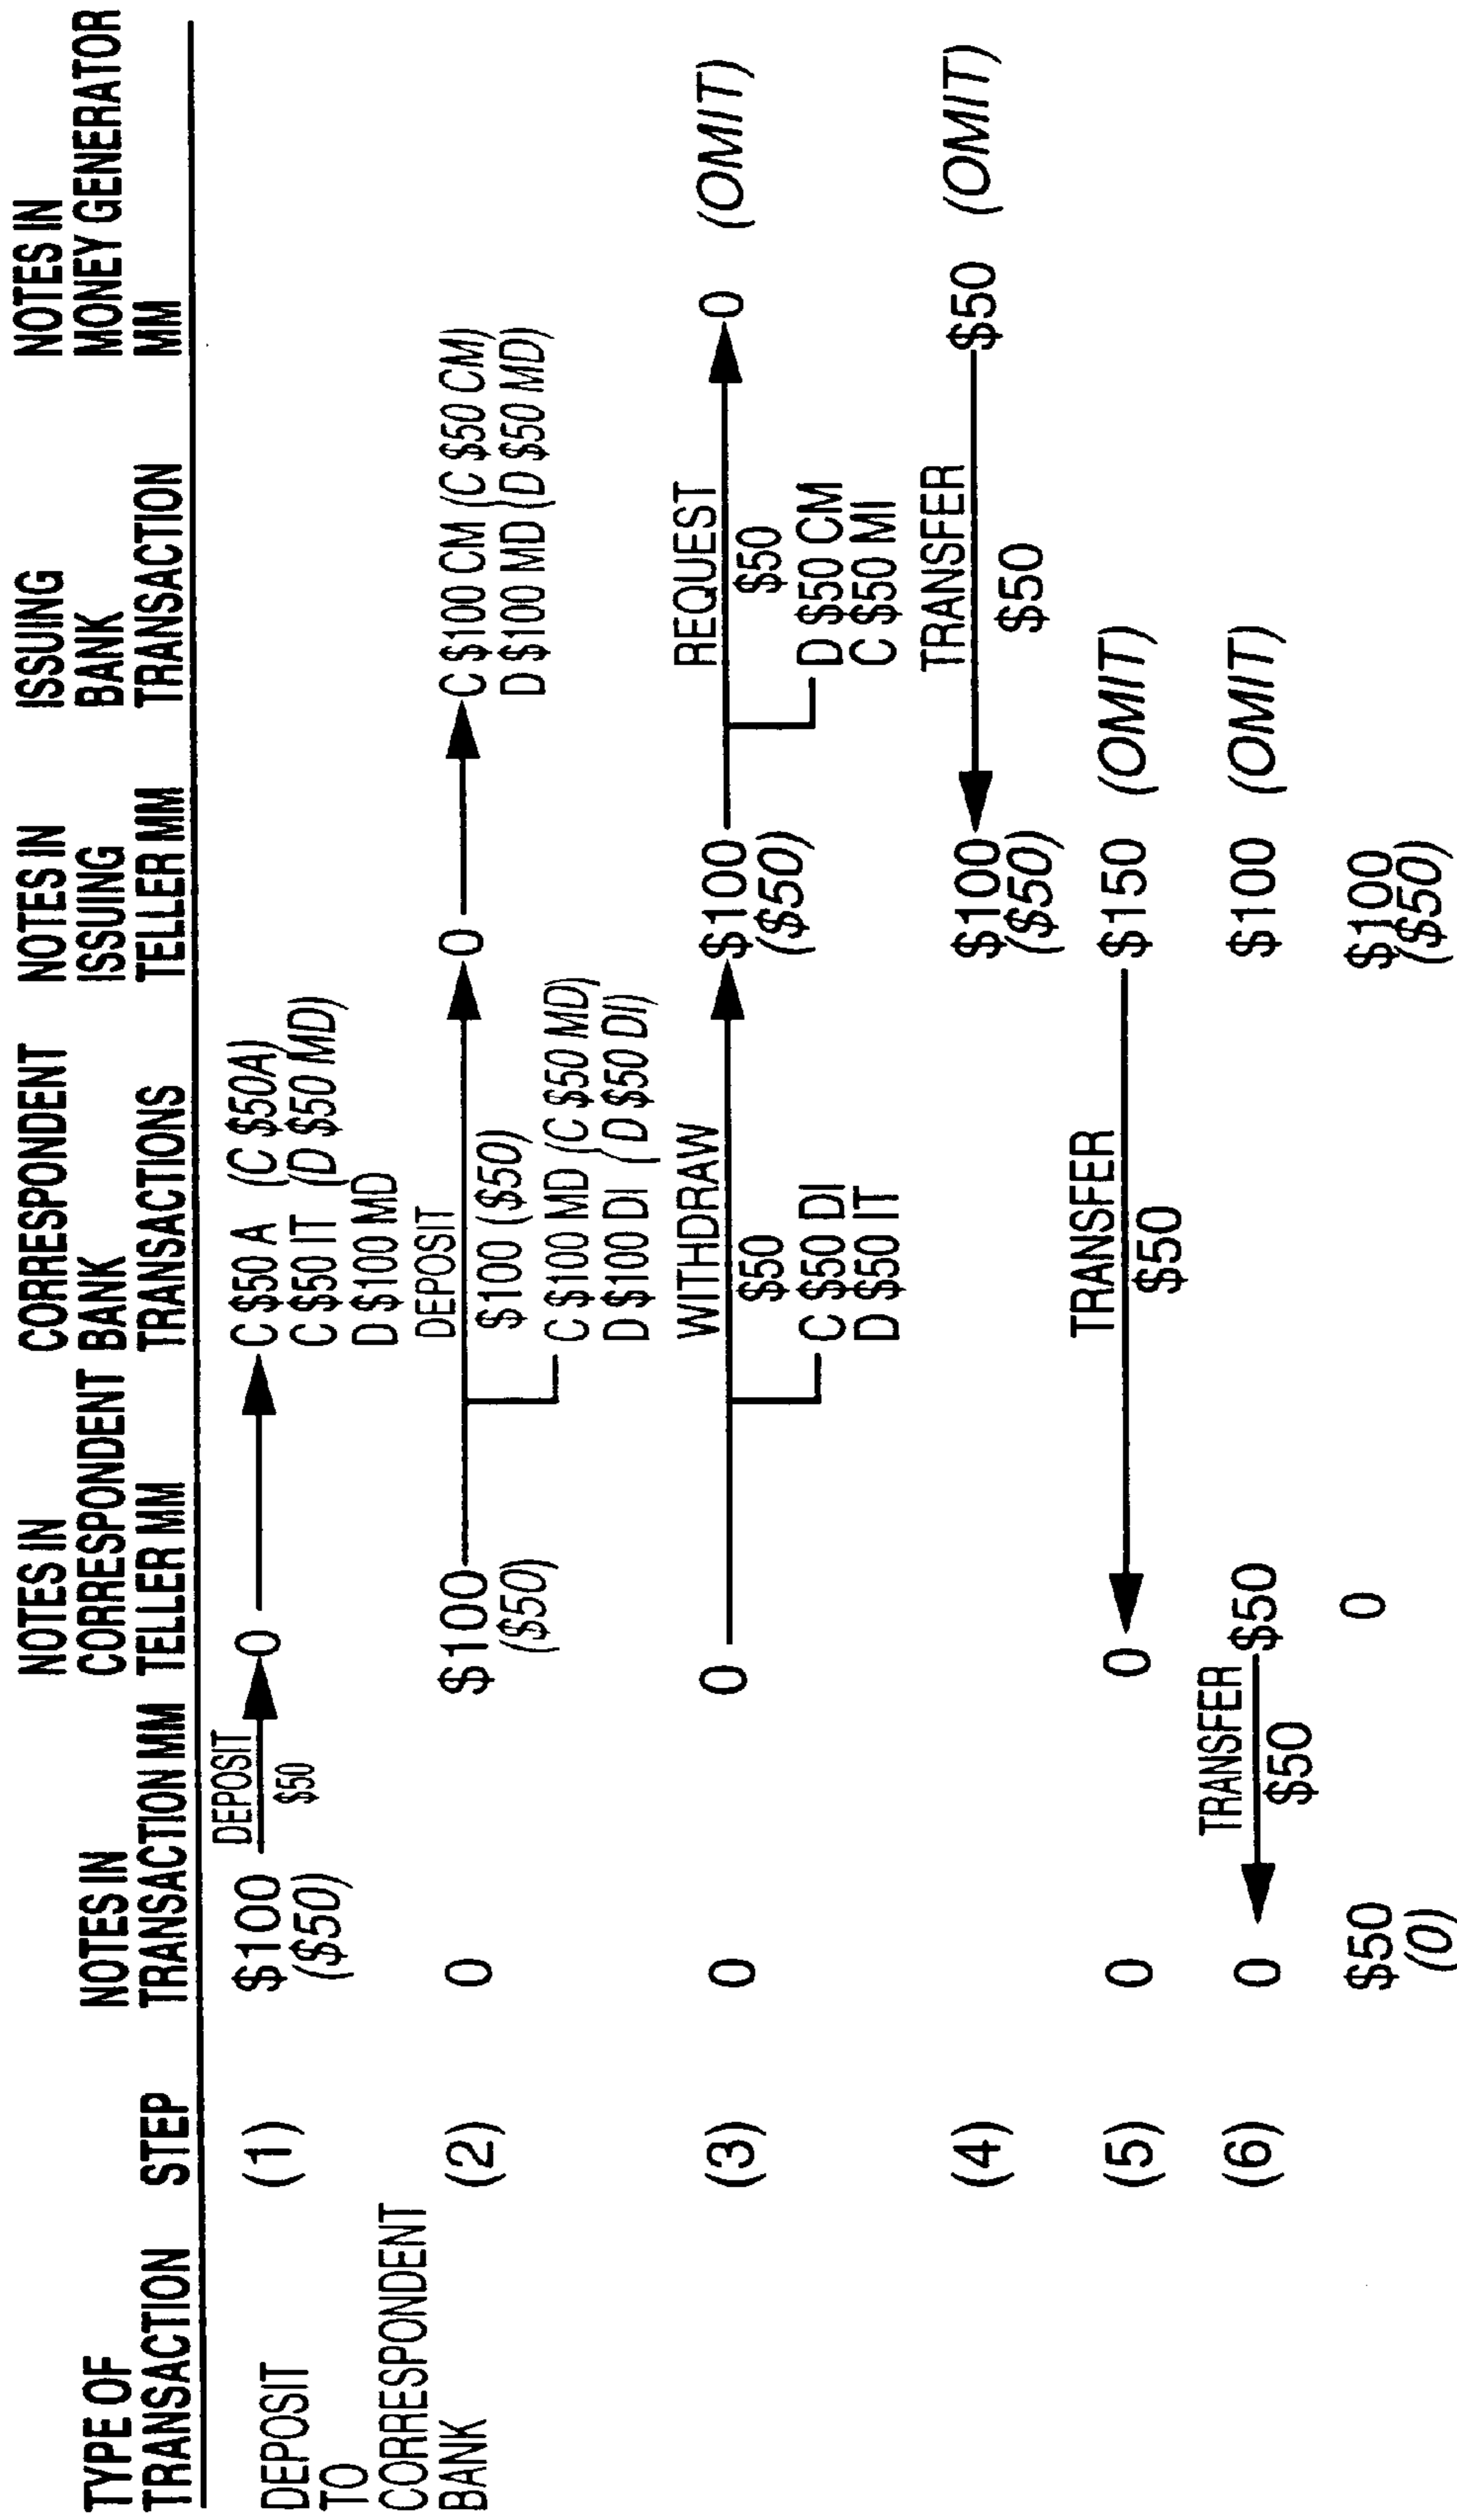 TYPE OF
TRANSACTION
STEP
NOTES IN
TRANSACTION MM
NOTES IN
CORRESPONDENT
TELLER MM
CORRESPONDENT
BANK
TRANSACTIONS
NOTES IN
ISSUING
TELLER MM
ISSUING
BANK
TRANSACTION
NOTES IN
MONEY GENERATOR
MM
DEPOSIT
TO
CORRESPONDENT
BANK
(1)
$100
($50)
DEPOSIT
$50
0
C $50 A (C $50A)
C $50 IT (D $50 MD)
D $100 MD
(2)
0
$100
($50)
DEPOSIT
$100 ($50)
C $100 MD (C $50 MD)
D $100 DI (D $50 DI)
0
C $100 CM (C $50 CM)
D $100 MD (D $50 MD)
(3)
0
0
WITHDRAW
$50
C $50 DI
D $50 IT
$100
($50)
REQUEST
$50
D $50 CM
C $50 MI
0 (OMIT)
(4)
$100
($50)
TRANSFER
$50
$50 (OMIT)
(5)
0
0
TRANSFER
$50
$150 (OMIT)
(6)
0
TRANSFER
$50
$50
$100 (OMIT)
$50
(0)
0
$100
($50)